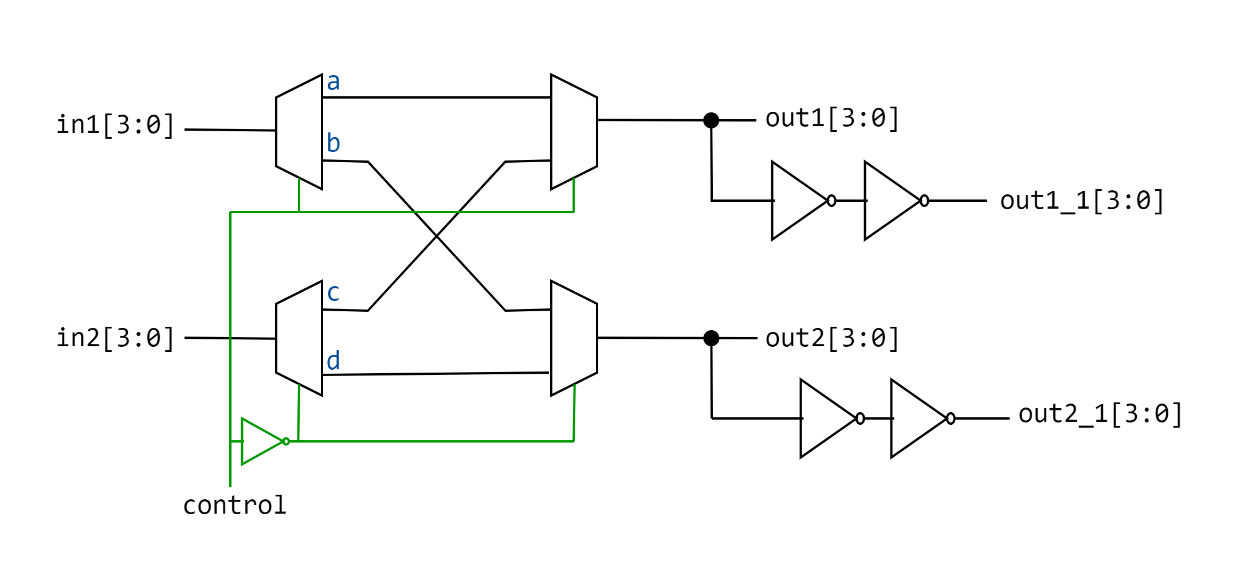 a
in1[3:0]
b
out1[3:0]
out1_1[3:0]
c
in2[3:0]
d
out2[3:0]
out2_1[3:0]
control